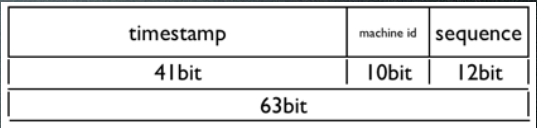 timestamp machine id sequence
41bit 10bit 12bit
63bit